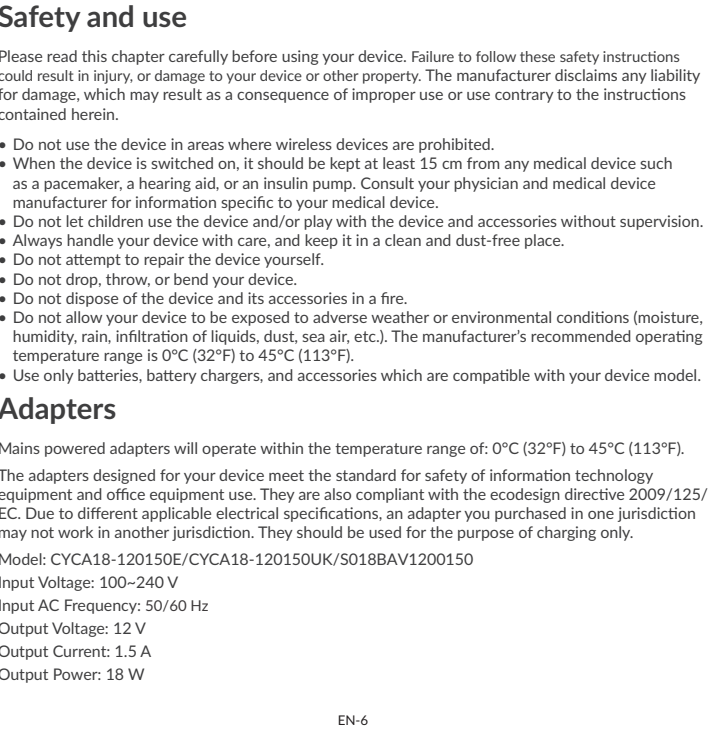 Safety and use
Please read this chapter carefully before using your device. Failure to follow these safety instructions
could result in injury, or damage to your device or other property. The manufacturer disclaims any liability
for damage, which may result as a consequence of improper use or use contrary to the instructions
contained herein.
• Do not use the device in areas where wireless devices are prohibited.
• When the device is switched on, it should be kept at least 15 cm from any medical device such
as a pacemaker, a hearing aid, or an insulin pump. Consult your physician and medical device
manufacturer for information specific to your medical device.
• Do not let children use the device and/or play with the device and accessories without supervision.
• Always handle your device with care, and keep it in a clean and dust-free place.
• Do not attempt to repair the device yourself.
• Do not drop, throw, or bend your device.
• Do not dispose of the device and its accessories in a fire.
• Do not allow your device to be exposed to adverse weather or environmental conditions (moisture,
humidity, rain, infiltration of liquids, dust, sea air, etc.). The manufacturer's recommended operating
temperature range is 0°C (32°F) to 45°C (113°F).
• Use only batteries, battery chargers, and accessories which are compatible with your device model.
Adapters
Mains powered adapters will operate within the temperature range of: 0°C (32°F) to 45°C (113°F).
The adapters designed for your device meet the standard for safety of information technology
equipment and office equipment use. They are also compliant with the ecodesign directive 2009/125/
EC. Due to different applicable electrical specifications, an adapter you purchased in one jurisdiction
may not work in another jurisdiction. They should be used for the purpose of charging only.
Model: CYCA18-120150E/CYCA18-120150UK/S018BAV1200150
Input Voltage: 100~240 V
Input AC Frequency: 50/60 Hz
Output Voltage: 12 V
Output Current: 1.5 A
Output Power: 18 W
EN-6